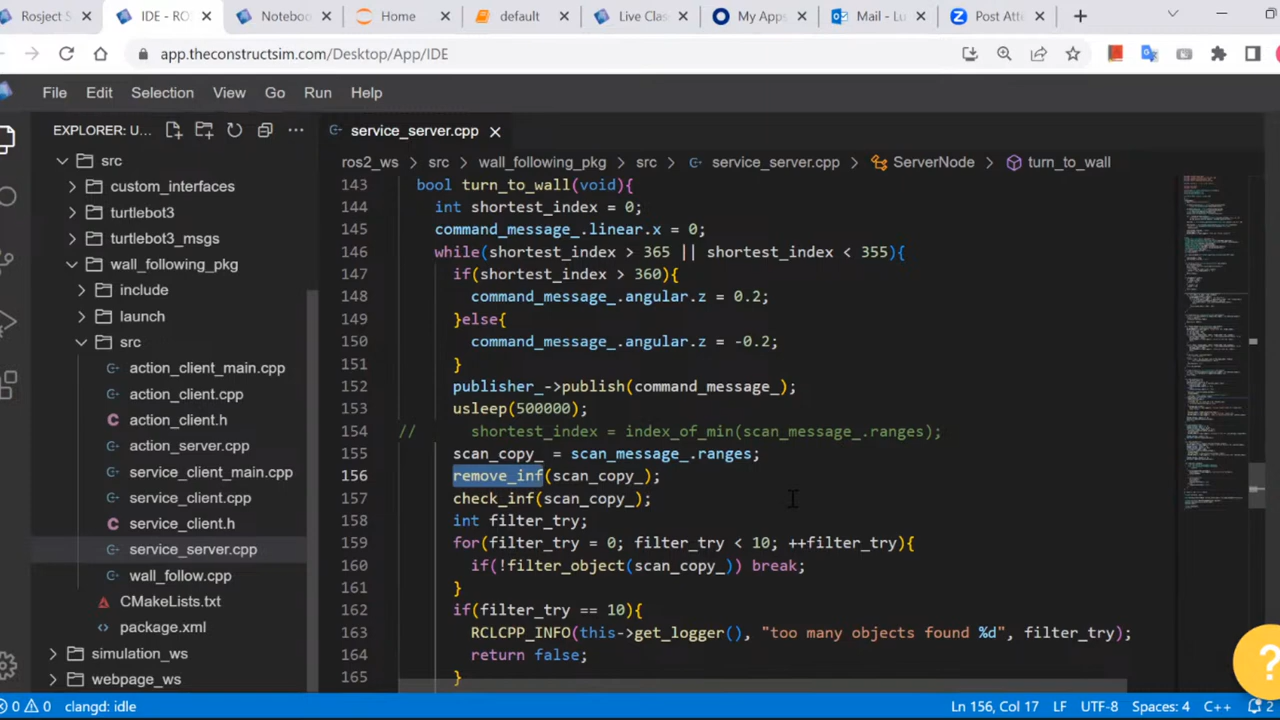 Rosject S
IDE - ROS
Noteboo
Home
default
Live Clas
My Apps
Mail - Lu
Post Atte
app.theconstructsim.com/Desktop/App/IDE
File Edit Selection View Go Run Help
EXPLORER: U... service_server.cpp
ros2_ws src wall_following_pkg src service_server.cpp ServerNode turn_to_wall
src
custom_interfaces
turtlebot3
turtlebot3_msgs
wall_following_pkg
include
launch
src
action_client_main.cpp
action_client.cpp
action_client.h
action_server.cpp
service_client_main.cpp
service_client.cpp
service_client.h
service_server.cpp
wall_follow.cpp
CMakeLists.txt
package.xml
simulation_ws
webpage_ws
143 bool turn_to_wall(void){
144 int shortest_index = 0;
145 command_message_.linear.x = 0;
146 while(shortest_index > 365 || shortest_index < 355){
147 if(shortest_index > 360){
148 command_message_.angular.z = 0.2;
149 }else{
150 command_message_.angular.z = -0.2;
151 }
152 publisher_->publish(command_message_);
153 usleep(500000);
154 // shortest_index = index_of_min(scan_message_.ranges);
155 scan_copy_ = scan_message_.ranges;
156 remove_inf(scan_copy_);
157 check_inf(scan_copy_);
158 int filter_try;
159 for(filter_try = 0; filter_try < 10; ++filter_try){
160 if(!filter_object(scan_copy_)) break;
161 }
162 if(filter_try == 10){
163 RCLCPP_INFO(this->get_logger(), "too many objects found %d", filter_try);
164 return false;
165 }
0 0 clangd: idle Ln 156, Col 17 LF UTF-8 Spaces: 4 C++ 2
?